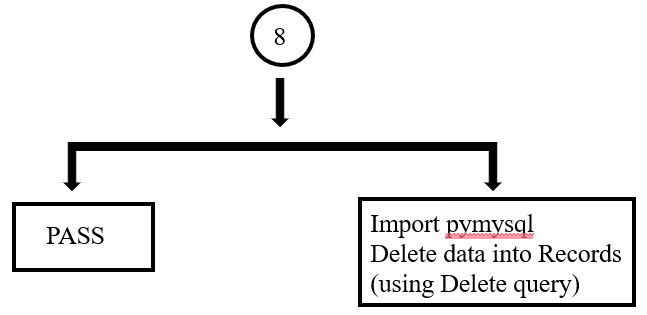 8
PASS
Import pymysql
Delete data into Records
(using Delete query)